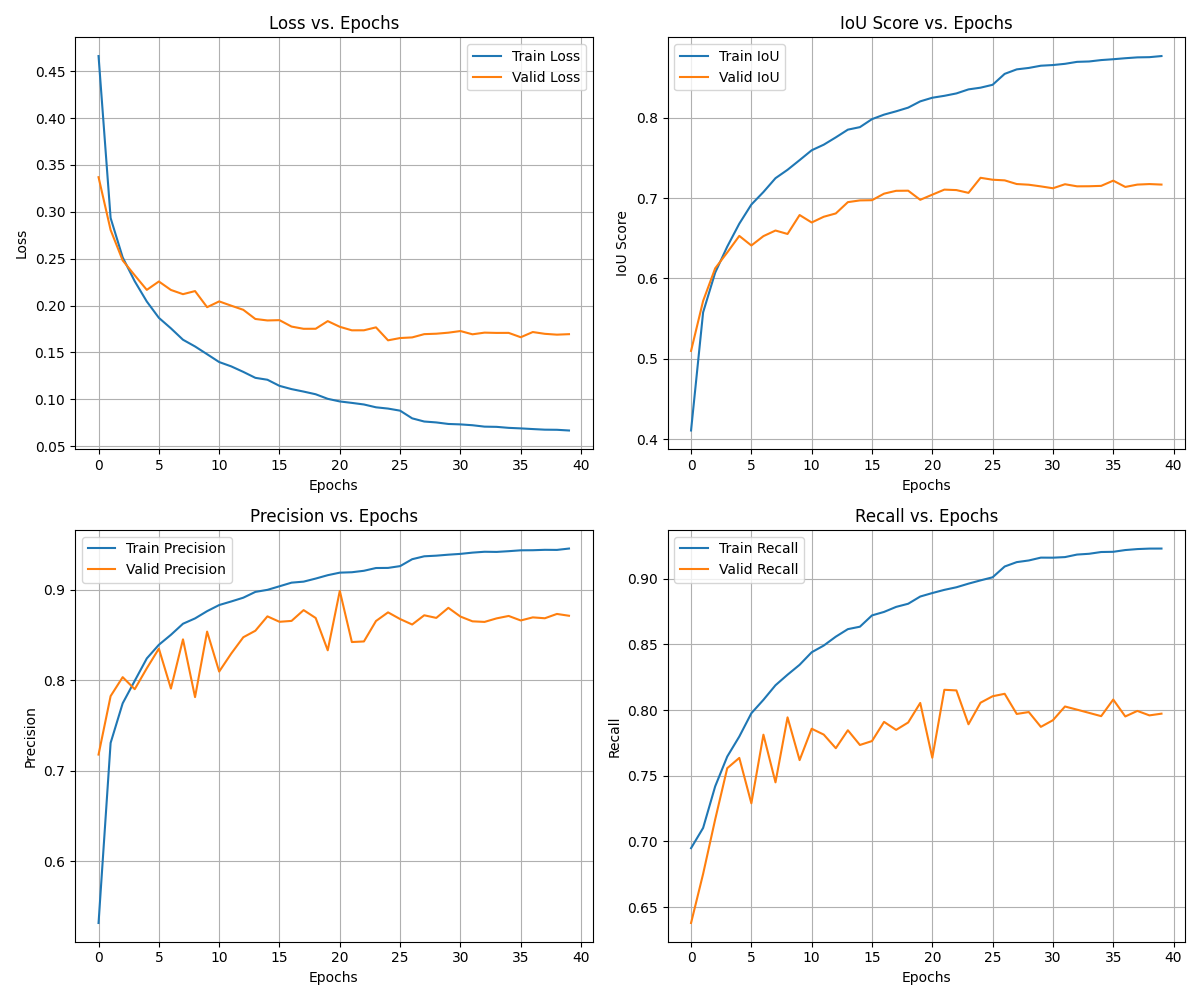 Loss vs. Epochs
Train Loss
Valid Loss
0.45
0.40
0.35
0.30
0.25
0.20
0.15
0.10
0.05
Loss
0 5 10 15 20 25 30 35 40
Epochs
IoU Score vs. Epochs
Train IoU
Valid IoU
0.8
0.7
0.6
0.5
0.4
IoU Score
0 5 10 15 20 25 30 35 40
Epochs
Precision vs. Epochs
Train Precision
Valid Precision
0.9
0.8
0.7
0.6
Precision
0 5 10 15 20 25 30 35 40
Epochs
Recall vs. Epochs
Train Recall
Valid Recall
0.90
0.85
0.80
0.75
0.70
0.65
Recall
0 5 10 15 20 25 30 35 40
Epochs